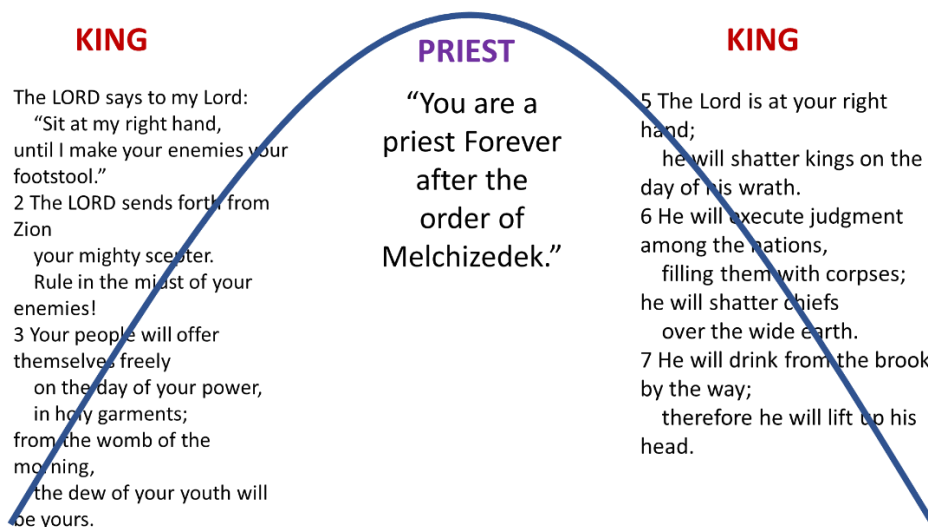 KING
The LORD says to my Lord:
“Sit at my right hand,
until I make your enemies your
footstool.”
2 The LORD sends forth from
Zion
your mighty scepter.
Rule in the midst of your
enemies!
3 Your people will offer
themselves freely
on the day of your power,
in holy garments;
from the womb of the
morning,
the dew of your youth will
be yours.
PRIEST
“You are a
priest Forever
after the
order of
Melchizedek.”
KING
5 The Lord is at your right
hand;
he will shatter kings on the
day of his wrath.
6 He will execute judgment
among the nations,
filling them with corpses;
he will shatter chiefs
over the wide earth.
7 He will drink from the brook
by the way;
therefore he will lift up his
head.